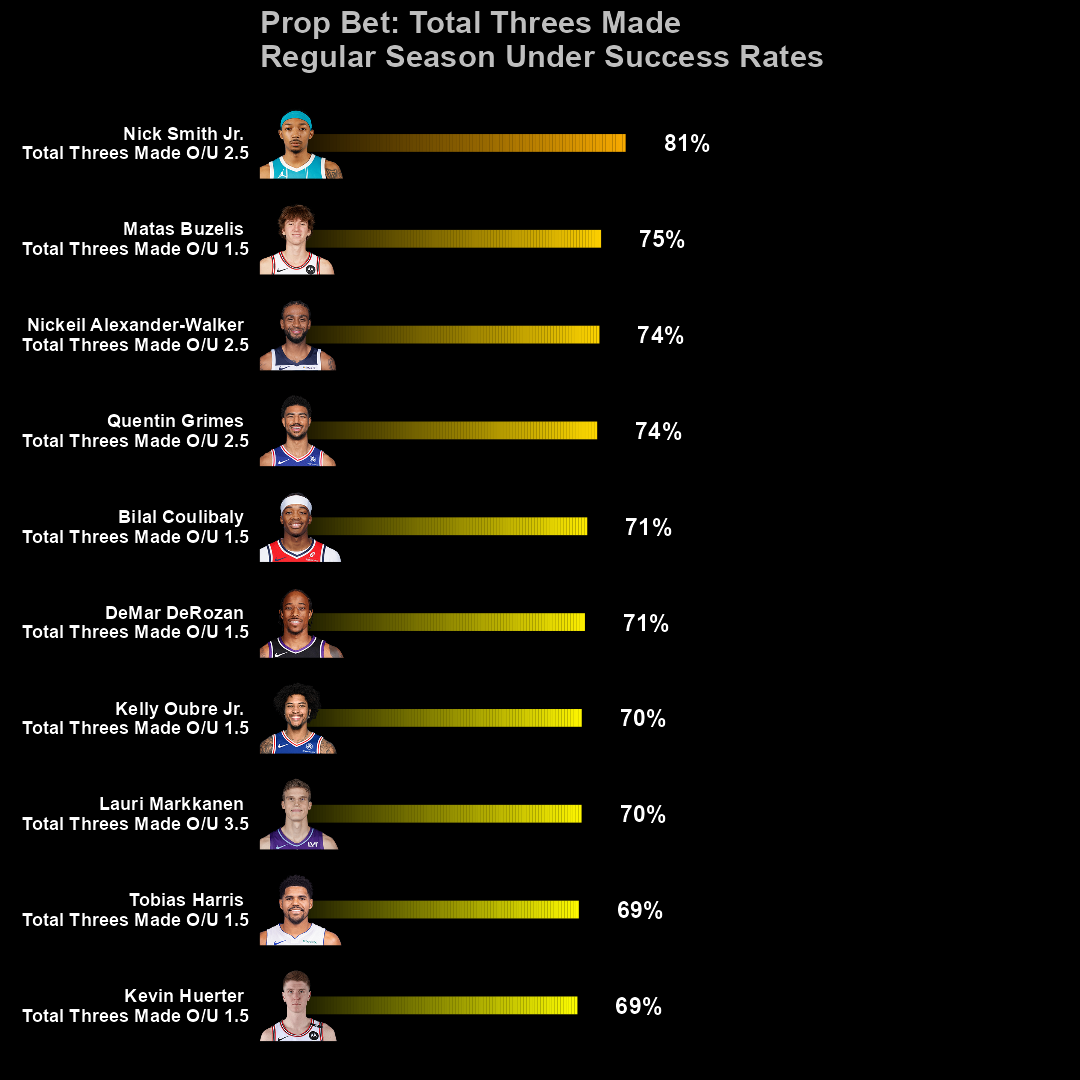 Prop Bet: Total Threes Made
Regular Season Under Success Rates
Nick Smith Jr.
Total Threes Made O/U 2.5
81%
Matas Buzelis
Total Threes Made O/U 1.5
75%
Nickeil Alexander-Walker
Total Threes Made O/U 2.5
74%
Quentin Grimes
Total Threes Made O/U 2.5
74%
Bilal Coulibaly
Total Threes Made O/U 1.5
71%
DeMar DeRozan
Total Threes Made O/U 1.5
71%
Kelly Oubre Jr.
Total Threes Made O/U 1.5
70%
Lauri Markkanen
Total Threes Made O/U 3.5
70%
Tobias Harris
Total Threes Made O/U 1.5
69%
Kevin Huerter
Total Threes Made O/U 1.5
69%